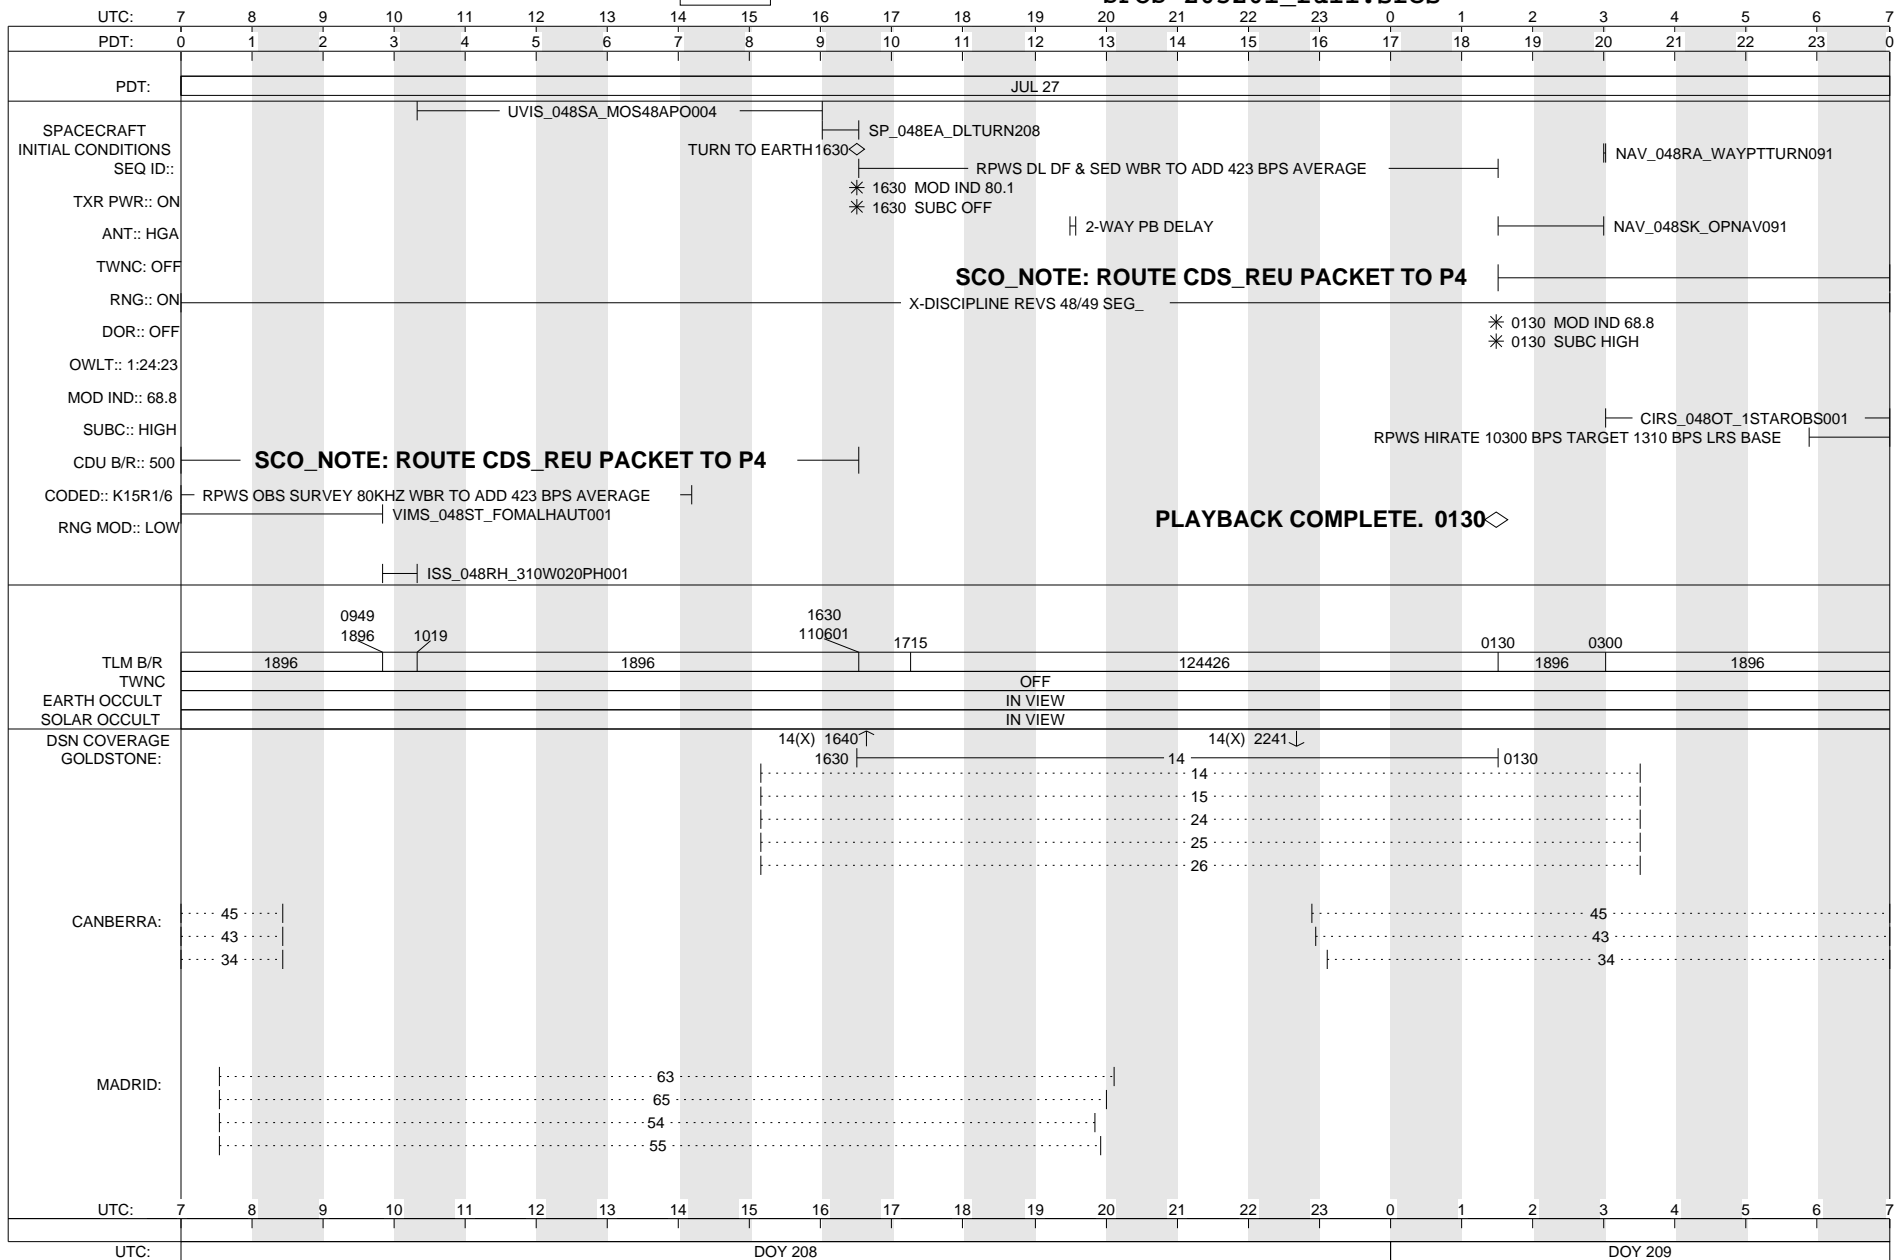 UTC: 7 8 9 10 11 12 13 14 15 16 17 18 19 20 21 22 23 0 1 2 3 4 5 6 7
PDT: 0 1 2 3 4 5 6 7 8 9 10 11 12 13 14 15 16 17 18 19 20 21 22 23 0
PDT: JUL 27
UVIS_048SA_MOS48APO004
SPACECRAFT
INITIAL CONDITIONS
SP_048EA_DLTURN208
TURN TO EARTH 1630
NAV_048RA_WAYPTTURN091
SEQ ID::
RPWS DL DF & SED WBR TO ADD 423 BPS AVERAGE
1630 MOD IND 80.1
TXR PWR:: ON
1630 SUBC OFF
2-WAY PB DELAY
NAV_048SK_OPNAV091
ANT:: HGA
TWNC: OFF
SCO_NOTE: ROUTE CDS_REU PACKET TO P4
RNG:: ON
X-DISCIPLINE REVS 48/49 SEG_
DOR:: OFF
0130 MOD IND 68.8
0130 SUBC HIGH
OWLT:: 1:24:23
MOD IND:: 68.8
CIRS_048OT_1STAROBS001
SUBC:: HIGH
RPWS HIRATE 10300 BPS TARGET 1310 BPS LRS BASE
CDU B/R:: 500
SCO_NOTE: ROUTE CDS_REU PACKET TO P4
CODED:: K15R1/6
RPWS OBS SURVEY 80KHZ WBR TO ADD 423 BPS AVERAGE
VIMS_048ST_FOMALHAUT001
RNG MOD:: LOW
PLAYBACK COMPLETE. 0130
ISS_048RH_310W020PH001
0949 1630
1896 1019 110601 1715 0130 0300
TLM B/R 1896 1896 124426 1896 1896
TWNC OFF
EARTH OCCULT IN VIEW
SOLAR OCCULT IN VIEW
DSN COVERAGE 14(X) 1640 14(X) 2241
GOLDSTONE: 1630 14 0130
14
15
24
25
26
CANBERRA: 45 45
43 43
34 34
MADRID: 63
65
54
55
UTC: 7 8 9 10 11 12 13 14 15 16 17 18 19 20 21 22 23 0 1 2 3 4 5 6 7
UTC: DOY 208 DOY 209